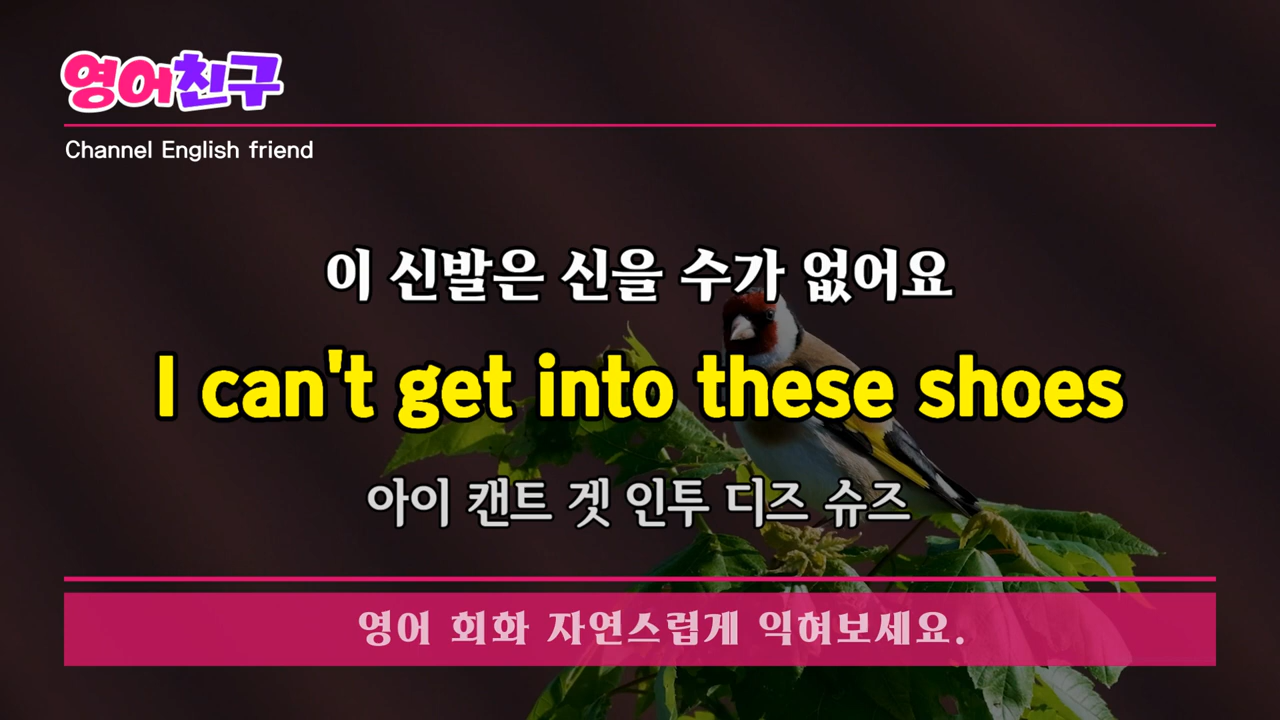 영어친구
Channel English friend
이 신발은 신을 수가 없어요
I can't get into these shoes
아이 캔트 겟 인투 디즈 슈즈
영어 회화 자연스럽게 익혀보세요.